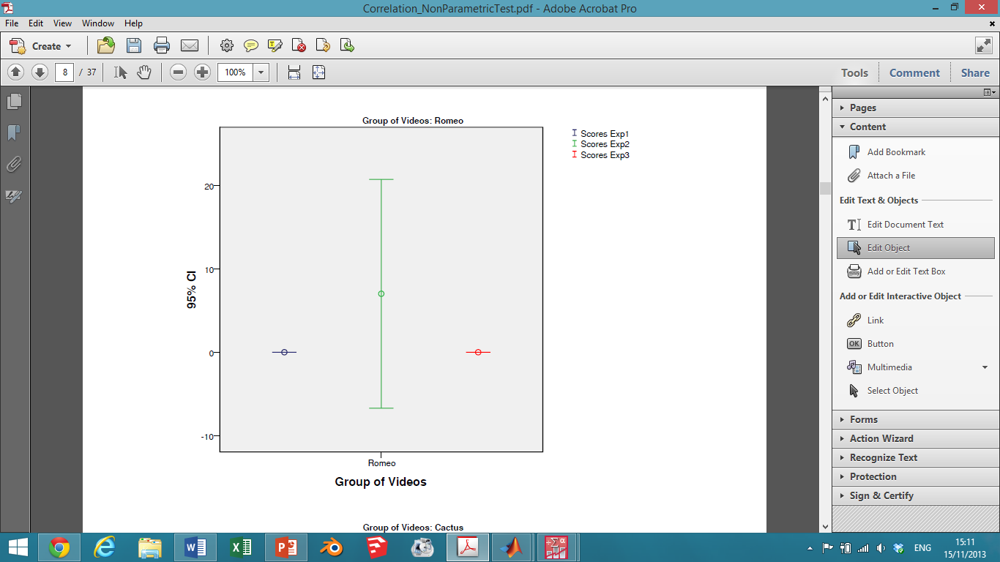 Correlation_NonParametricTest.pdf - Adobe Acrobat Pro
File Edit View Window Help
Create
8 / 37 100% Tools Comment Share
Group of Videos: Romeo
Scores Exp1
Scores Exp2
Scores Exp3
20
10
0
-10
95% CI
Romeo
Group of Videos
Group of Videos: Cactus
Pages
Content
Add Bookmark
Attach a File
Edit Text & Objects
Edit Document Text
Edit Object
Add or Edit Text Box
Add or Edit Interactive Object
Link
OK Button
Multimedia
Select Object
Forms
Action Wizard
Recognize Text
Protection
Sign & Certify
ENG
15:11
15/11/2013